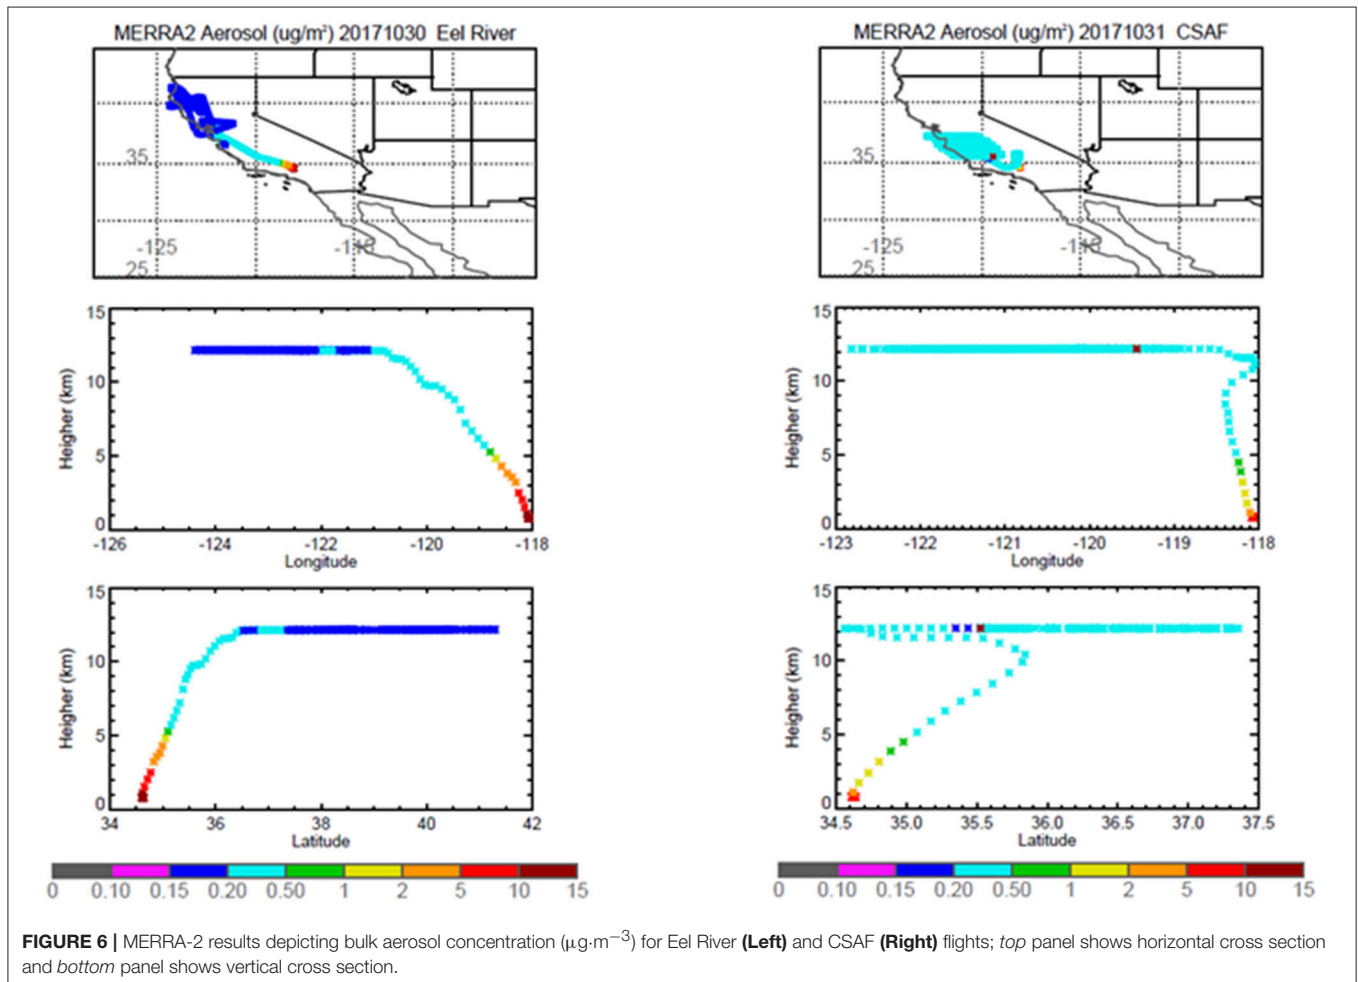 MERRA2 Aerosol (ug/m²) 20171030 Eel River
35
-125
-115
25
15
10
5
0
Heigher (km)
-126 -124 -122 -120 -118
Longitude
15
10
5
0
Heigher (km)
34 36 38 40 42
Latitude
0 0.10 0.15 0.20 0.50 1 2 5 10 15
MERRA2 Aerosol (ug/m²) 20171031 CSAF
35
-125
-115
25
15
10
5
0
Heigher (km)
-123 -122 -121 -120 -119 -118
Longitude
15
10
5
0
Heigher (km)
34.5 35.0 35.5 36.0 36.5 37.0 37.5
Latitude
0 0.10 0.15 0.20 0.50 1 2 5 10 15
FIGURE 6 | MERRA-2 results depicting bulk aerosol concentration (μg·m⁻³) for Eel River (Left) and CSAF (Right) flights; top panel shows horizontal cross section
and bottom panel shows vertical cross section.